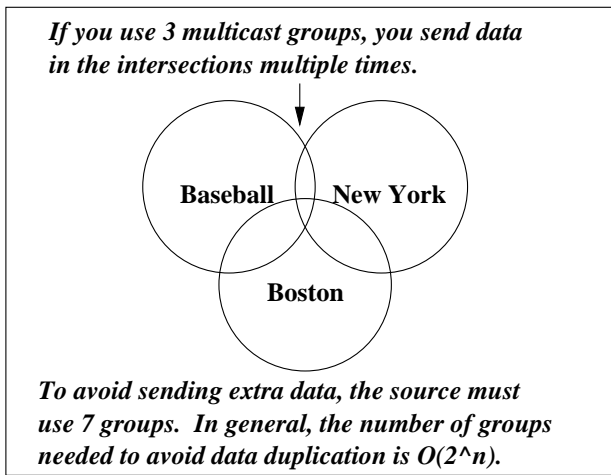 If you use 3 multicast groups, you send data
in the intersections multiple times.
Baseball
New York
Boston
To avoid sending extra data, the source must
use 7 groups.  In general, the number of groups
needed to avoid data duplication is O(2^n).